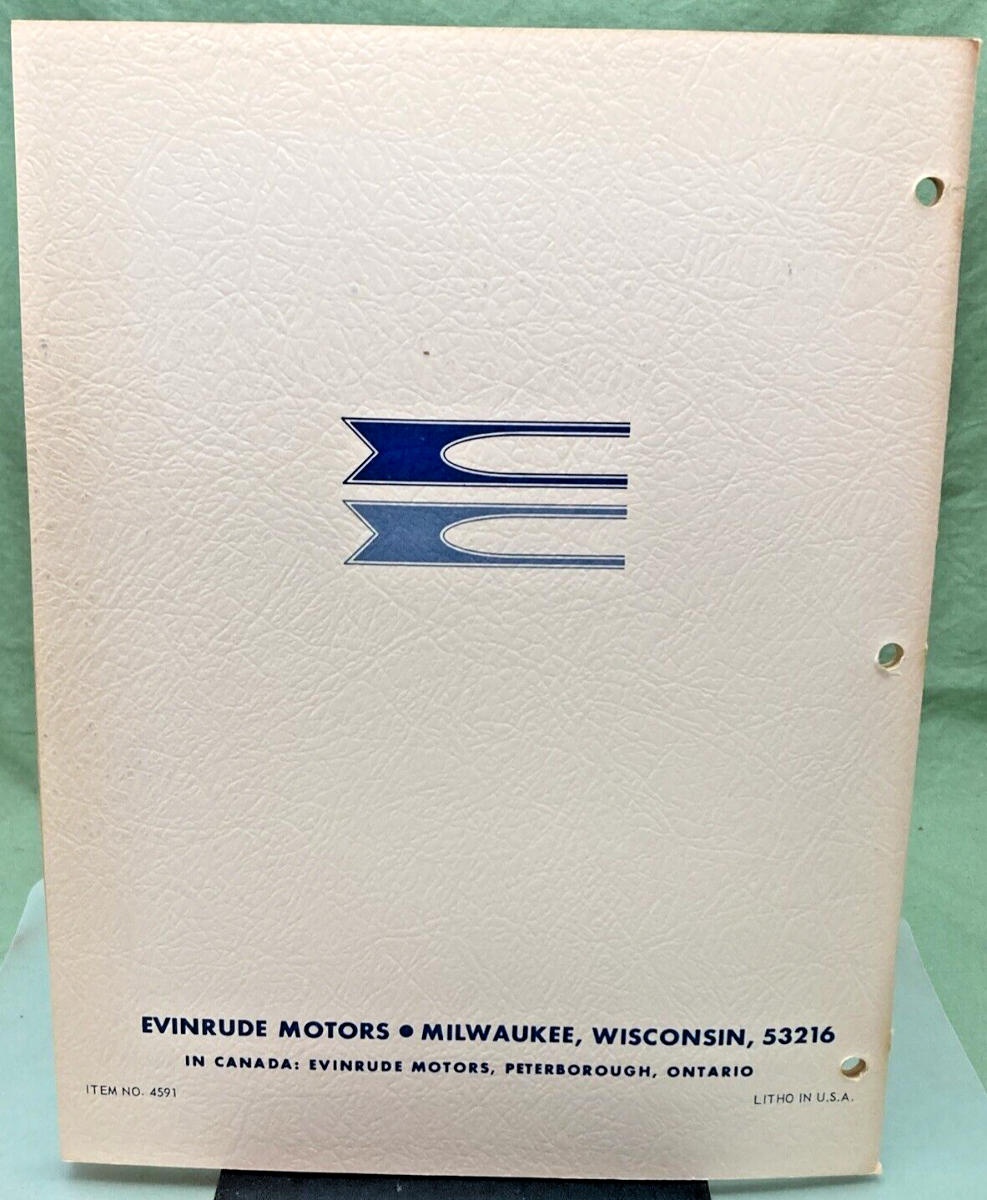 EVINRUDE MOTORS ● MILWAUKEE, WISCONSIN, 53216
IN CANADA: EVINRUDE MOTORS, PETERBOROUGH, ONTARIO
ITEM NO. 4591
LITHO IN U.S.A.